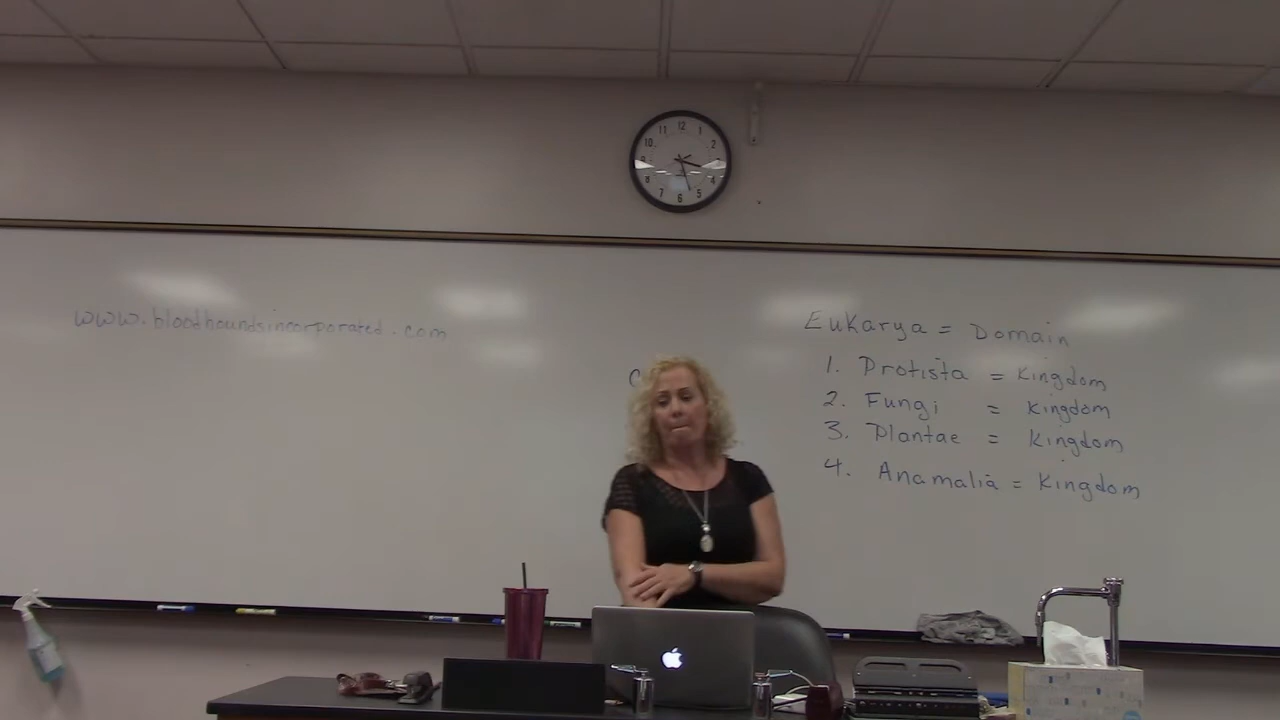 www.bloodhoundsincorporated.com
Eukarya = Domain
1. Protista = Kingdom
2. Fungi = Kingdom
3. Plantae = Kingdom
4. Anamalia = Kingdom